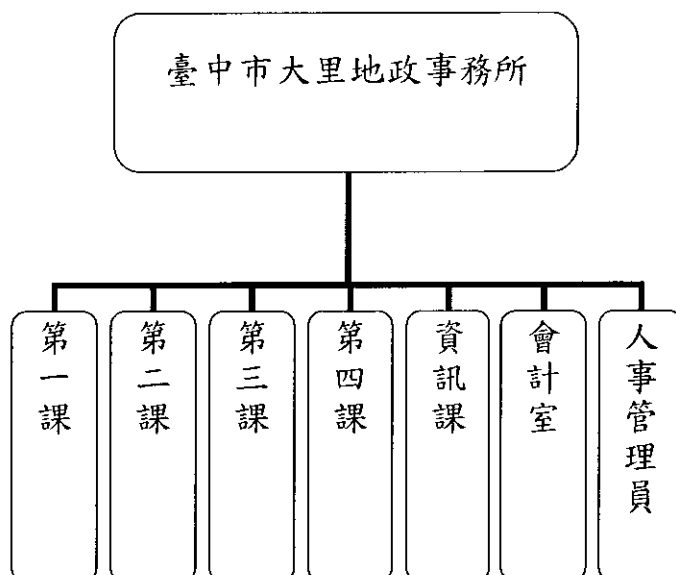 臺中市大里地政事務所
第一課
第二課
第三課
第四課
資訊課
會計室
人事管理員